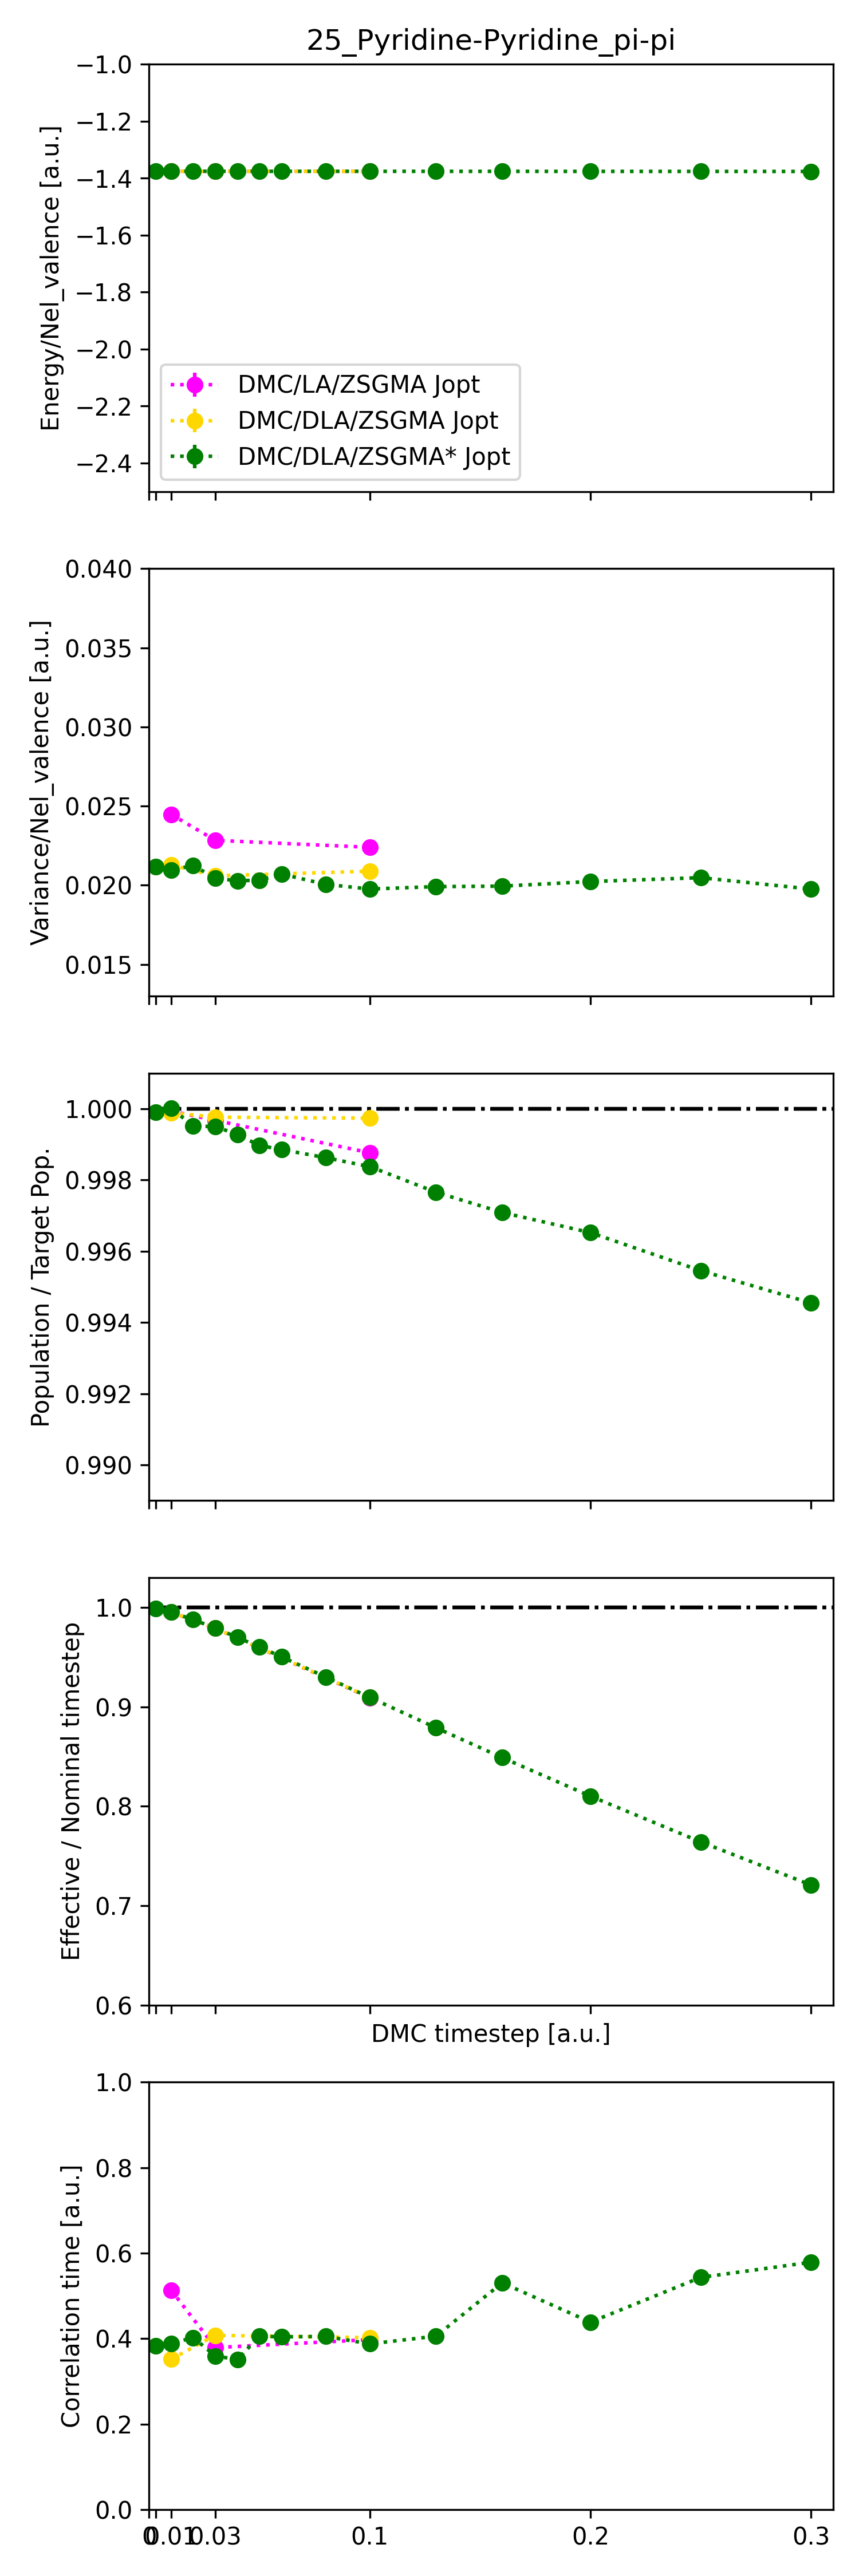 25_Pyridine-Pyridine_pi-pi
−1.0
−1.2
−1.4
−1.6
−1.8
−2.0
−2.2
−2.4
Energy/Nel_valence [a.u.]
DMC/LA/ZSGMA Jopt
DMC/DLA/ZSGMA Jopt
DMC/DLA/ZSGMA* Jopt
0.040
0.035
0.030
0.025
0.020
0.015
Variance/Nel_valence [a.u.]
1.000
0.998
0.996
0.994
0.992
0.990
Population / Target Pop.
1.0
0.9
0.8
0.7
0.6
Effective / Nominal timestep
DMC timestep [a.u.]
1.0
0.8
0.6
0.4
0.2
0.0
Correlation time [a.u.]
0 0.01 0.03 0.1 0.2 0.3